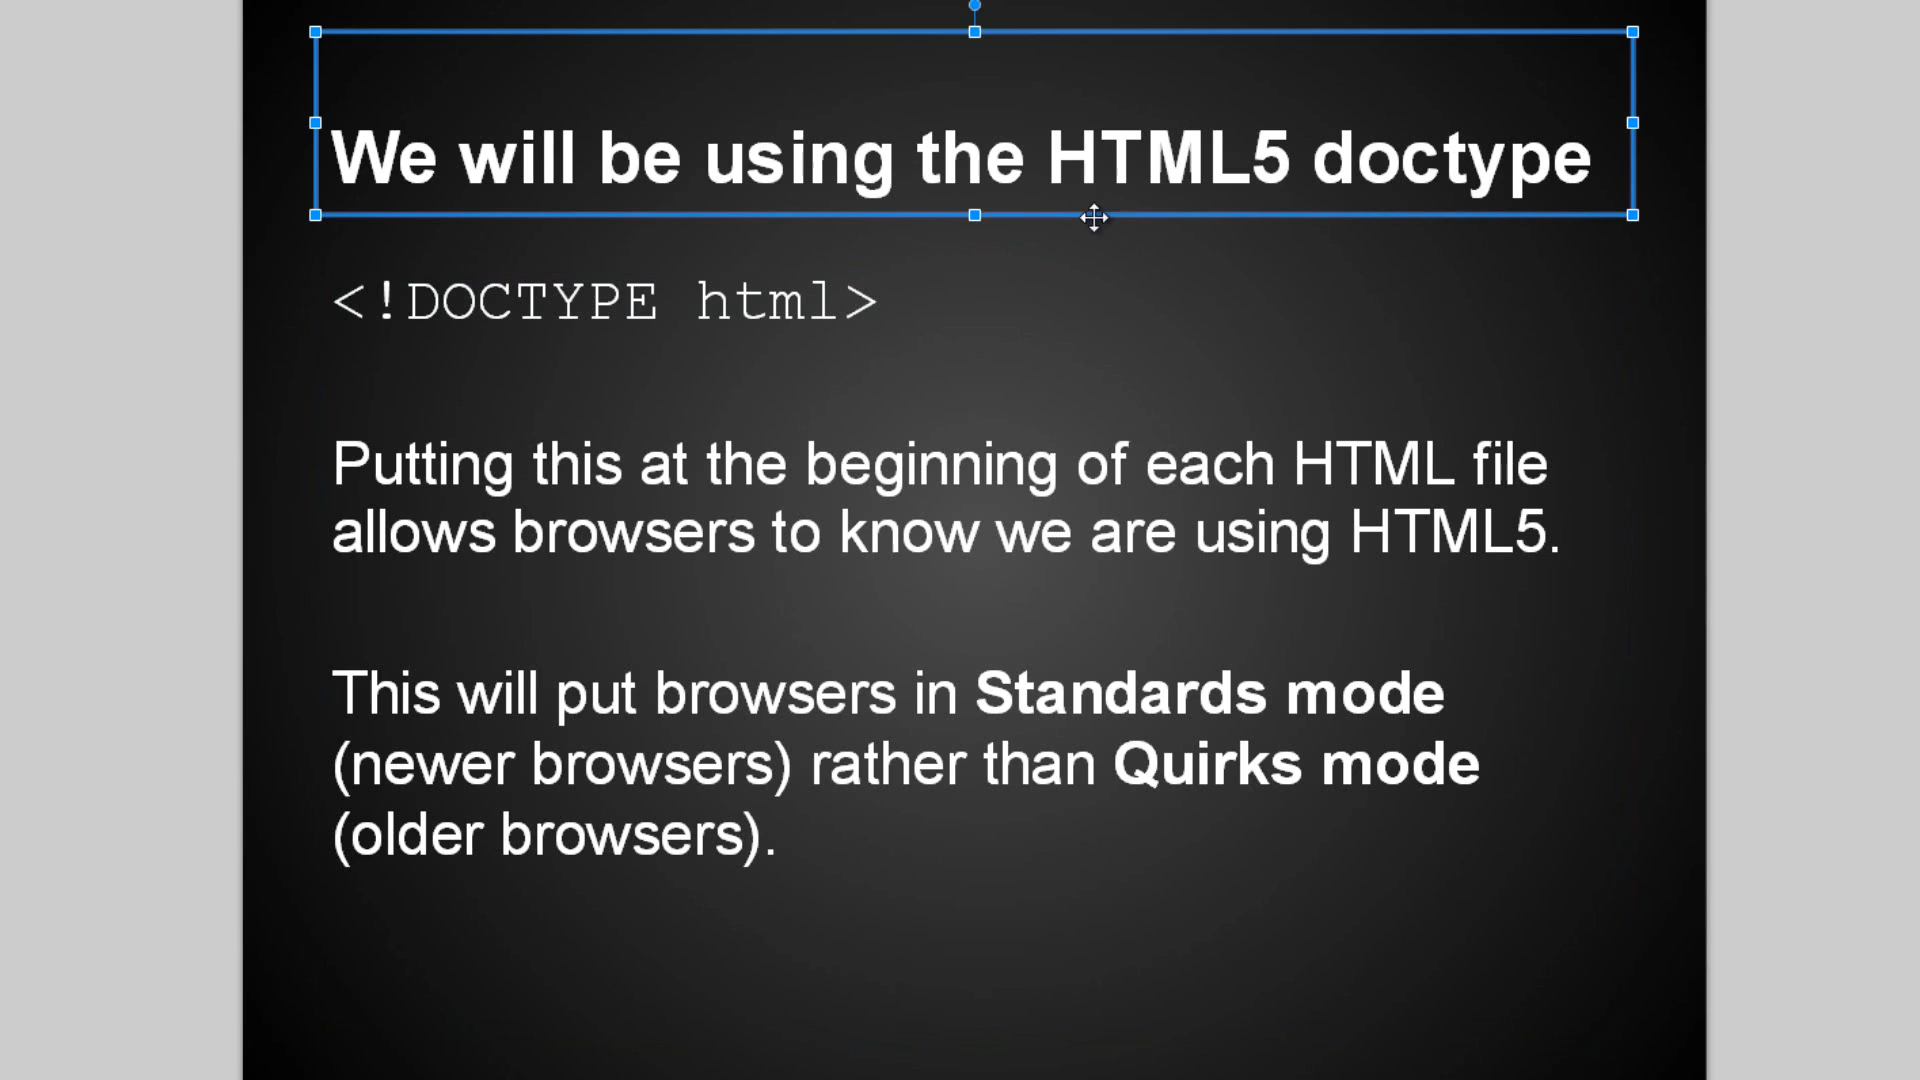 We will be using the HTML5 doctype
<!DOCTYPE html>
Putting this at the beginning of each HTML file
allows browsers to know we are using HTML5.
This will put browsers in Standards mode
(newer browsers) rather than Quirks mode
(older browsers).